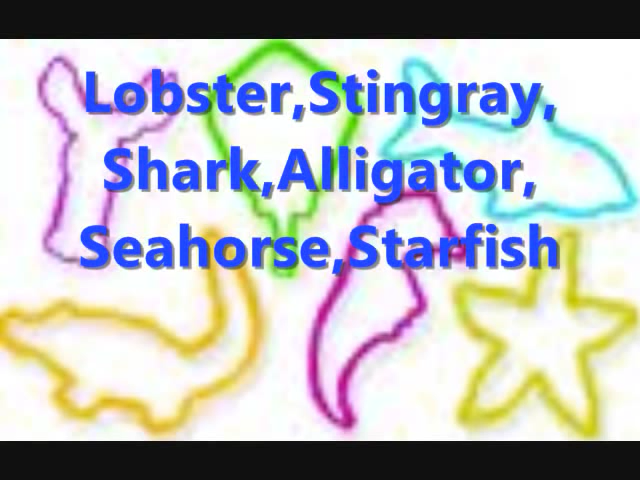 Lobster,Stingray,
Shark,Alligator,
Seahorse,Starfish